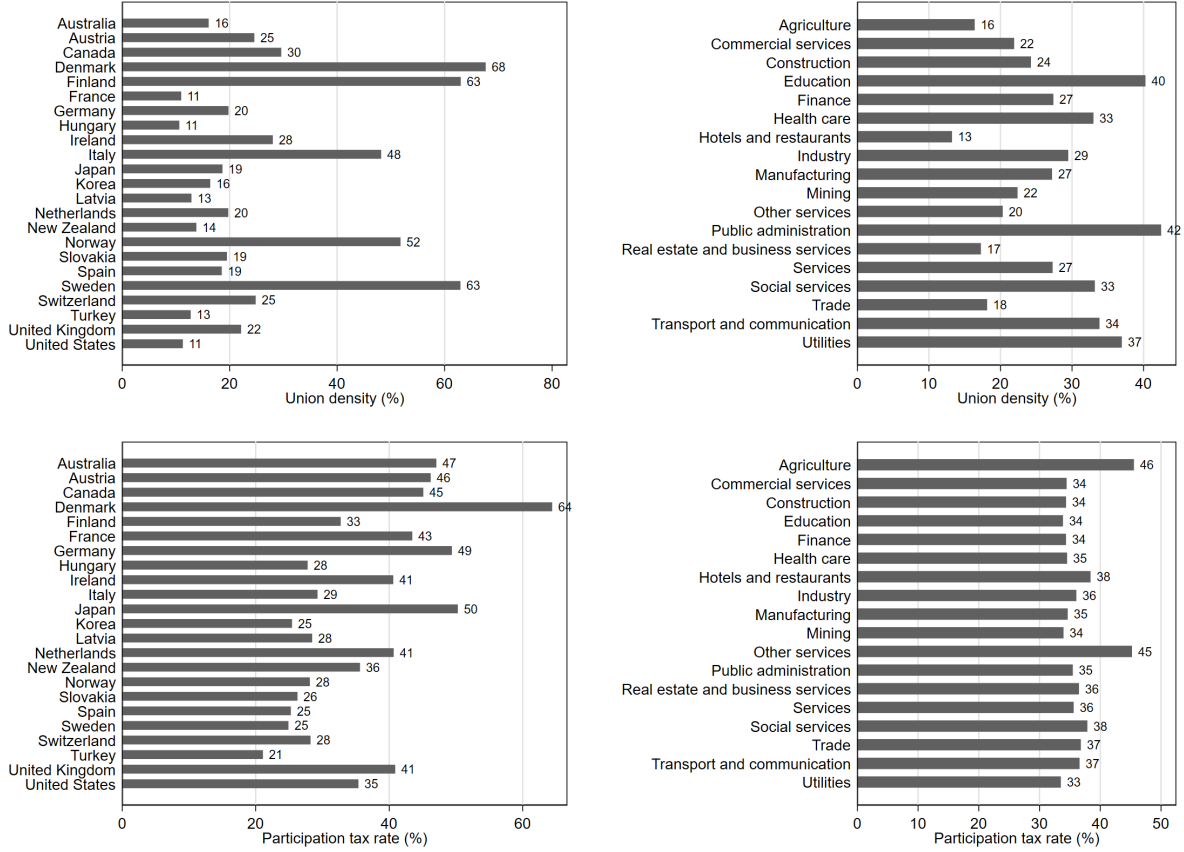 Australia 16
Austria 25
Canada 30
Denmark 68
Finland 63
France 11
Germany 20
Hungary 11
Ireland 28
Italy 48
Japan 19
Korea 16
Latvia 13
Netherlands 20
New Zealand 14
Norway 52
Slovakia 19
Spain 19
Sweden 63
Switzerland 25
Turkey 13
United Kingdom 22
United States 11
0 20 40 60 80
Union density (%)
Agriculture 16
Commercial services 22
Construction 24
Education 40
Finance 27
Health care 33
Hotels and restaurants 13
Industry 29
Manufacturing 27
Mining 22
Other services 20
Public administration 42
Real estate and business services 17
Services 27
Social services 33
Trade 18
Transport and communication 34
Utilities 37
0 10 20 30 40
Union density (%)
Australia 47
Austria 46
Canada 45
Denmark 64
Finland 33
France 43
Germany 49
Hungary 28
Ireland 41
Italy 29
Japan 50
Korea 25
Latvia 28
Netherlands 41
New Zealand 36
Norway 28
Slovakia 26
Spain 25
Sweden 25
Switzerland 28
Turkey 21
United Kingdom 41
United States 35
0 20 40 60
Participation tax rate (%)
Agriculture 46
Commercial services 34
Construction 34
Education 34
Finance 34
Health care 35
Hotels and restaurants 38
Industry 36
Manufacturing 35
Mining 34
Other services 45
Public administration 35
Real estate and business services 36
Services 36
Social services 38
Trade 37
Transport and communication 37
Utilities 33
0 10 20 30 40 50
Participation tax rate (%)